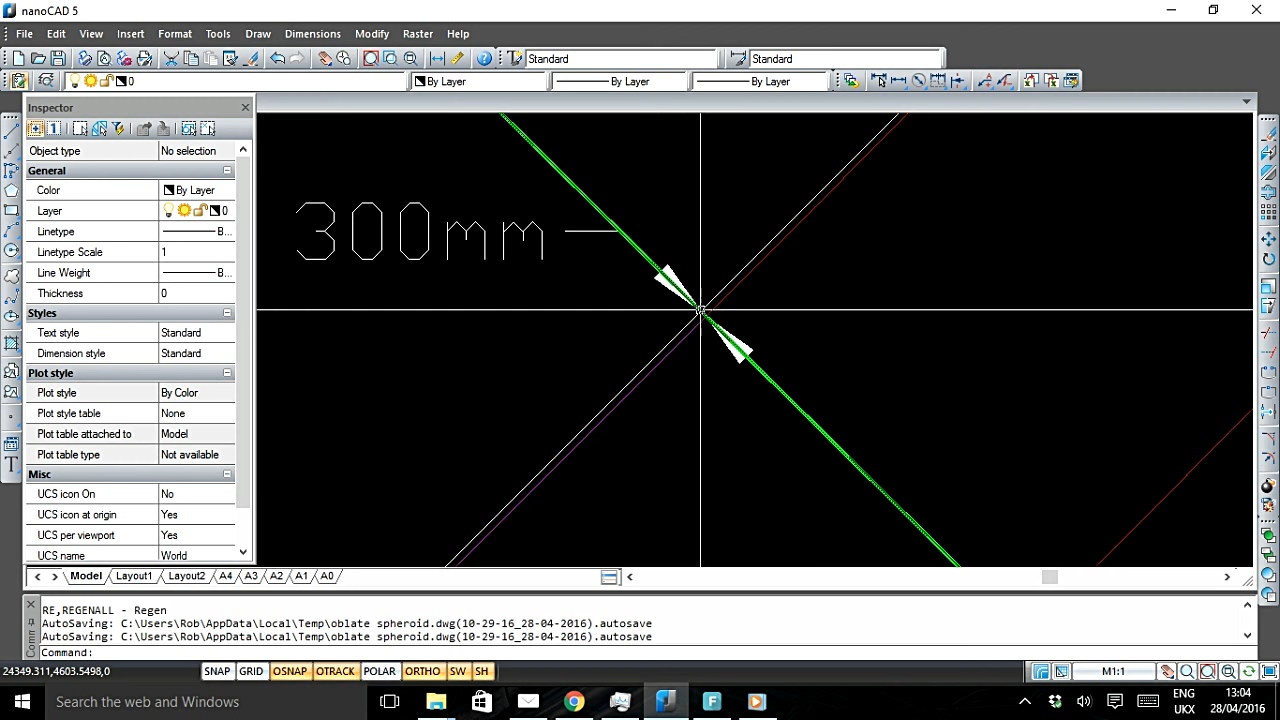 nanoCAD 5
File Edit View Insert Format Tools Draw Dimensions Modify Raster Help
Standard Standard
0 By Layer By Layer By Layer
Inspector
Object type No selection
General
Color By Layer
Layer 0
Linetype B...
Linetype Scale 1
Line Weight B...
Thickness 0
Styles
Text style Standard
Dimension style Standard
Plot style
Plot style By Color
Plot style table None
Plot table attached to Model
Plot table type Not available
Misc
UCS icon On No
UCS icon at origin Yes
UCS per viewport Yes
UCS name World
300mm
Model Layout1 Layout2 A4 A3 A2 A1 A0
Comm
RE,REGENALL - Regen
AutoSaving: C:\Users\Rob\AppData\Local\Temp\oblate spheroid.dwg(10-29-16_28-04-2016).autosave
AutoSaving: C:\Users\Rob\AppData\Local\Temp\oblate spheroid.dwg(10-29-16_28-04-2016).autosave
Command:
24349.311,4603.5498,0 SNAP GRID OSNAP OTRACK POLAR ORTHO SW SH M1:1
Search the web and Windows
F
ENG 13:04
UKX 28/04/2016